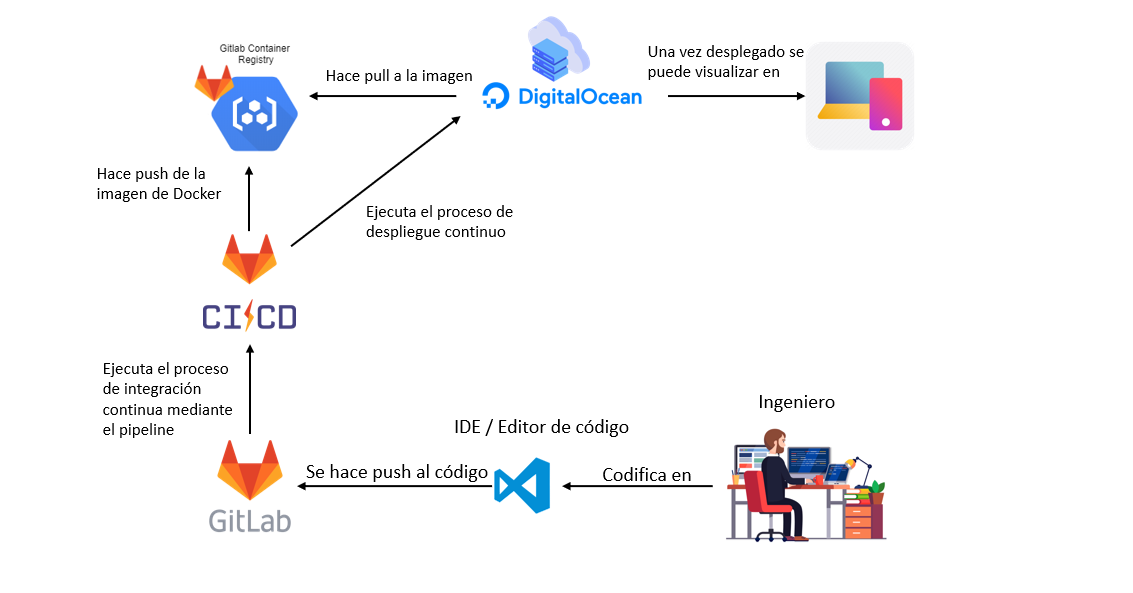 Gitlab Container
Registry
Hace pull a la imagen
DigitalOcean
Una vez desplegado se
puede visualizar en
Hace push de la
imagen de Docker
Ejecuta el proceso de
despliegue continuo
CI/CD
Ejecuta el proceso
de integración
continua mediante
el pipeline
Ingeniero
IDE / Editor de código
Se hace push al código
Codifica en
GitLab